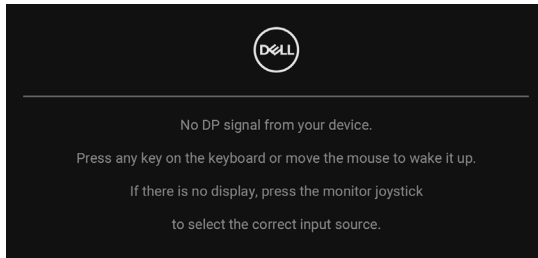 DELL
No DP signal from your device.
Press any key on the keyboard or move the mouse to wake it up.
If there is no display, press the monitor joystick
to select the correct input source.